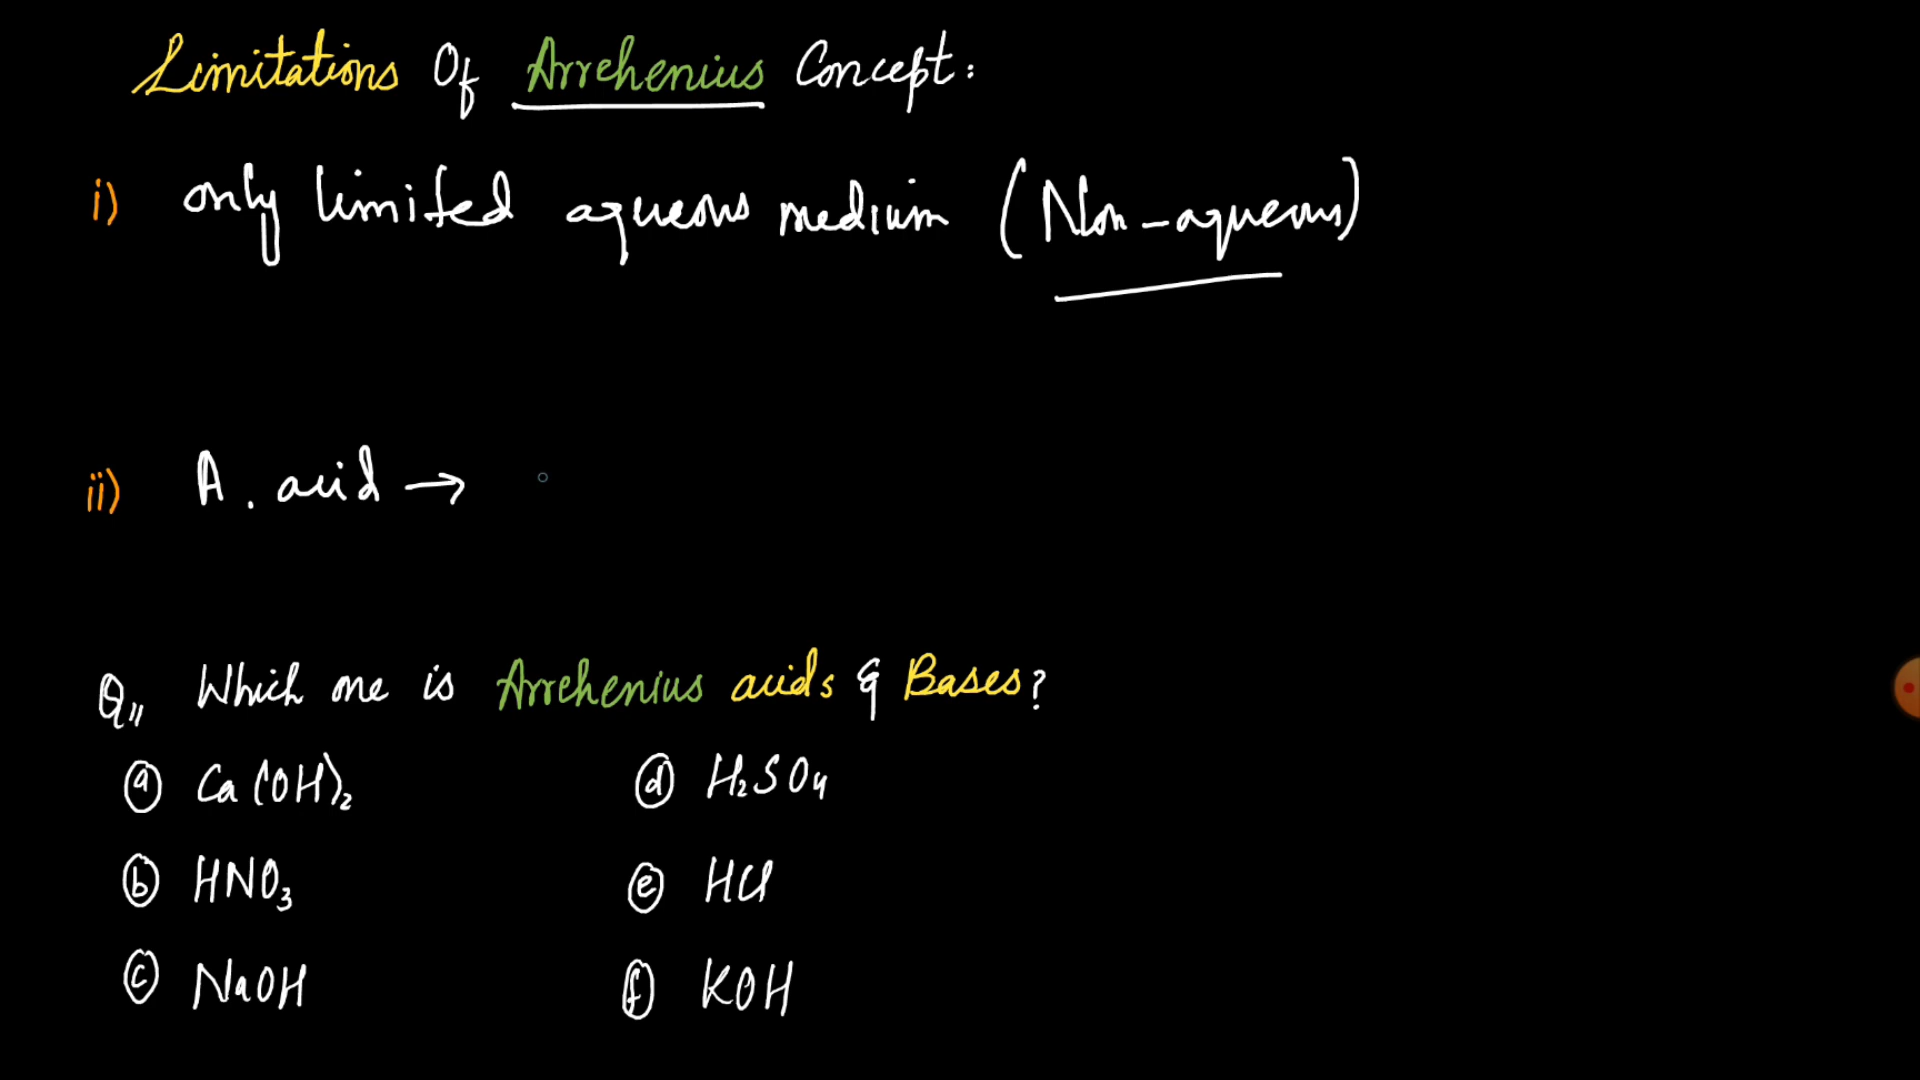 Limitations Of Arrehenius Concept:
i) only limited aqueous medium (Non-aqueous)
ii) A. acid →
Q11 Which one is Arrehenius acids & Bases?
a Ca(OH)2
d H2SO4
b HNO3
e HCl
c NaOH
f KOH